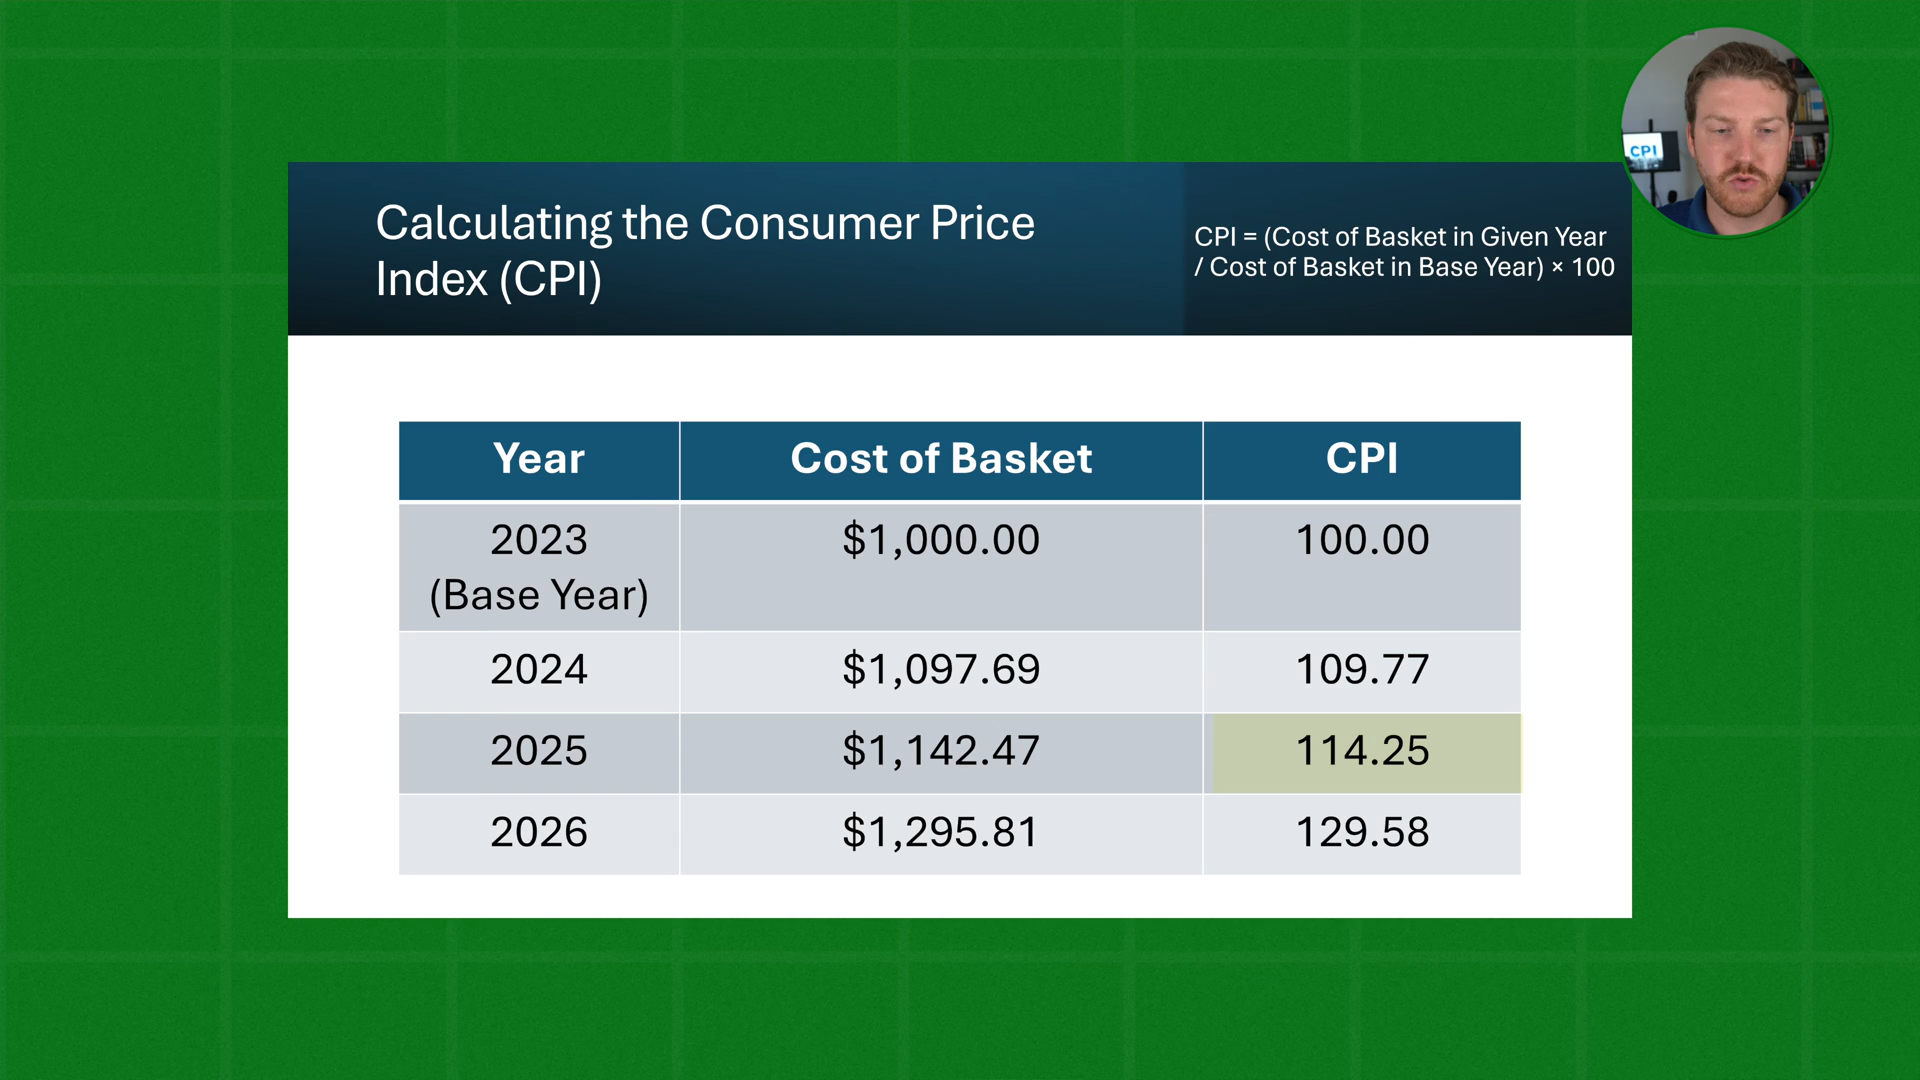 Calculating the Consumer Price
Index (CPI)
CPI = (Cost of Basket in Given Year
/ Cost of Basket in Base Year) × 100
CPI
Year
Cost of Basket
CPI
2023
(Base Year)
$1,000.00
100.00
2024
$1,097.69
109.77
2025
$1,142.47
114.25
2026
$1,295.81
129.58